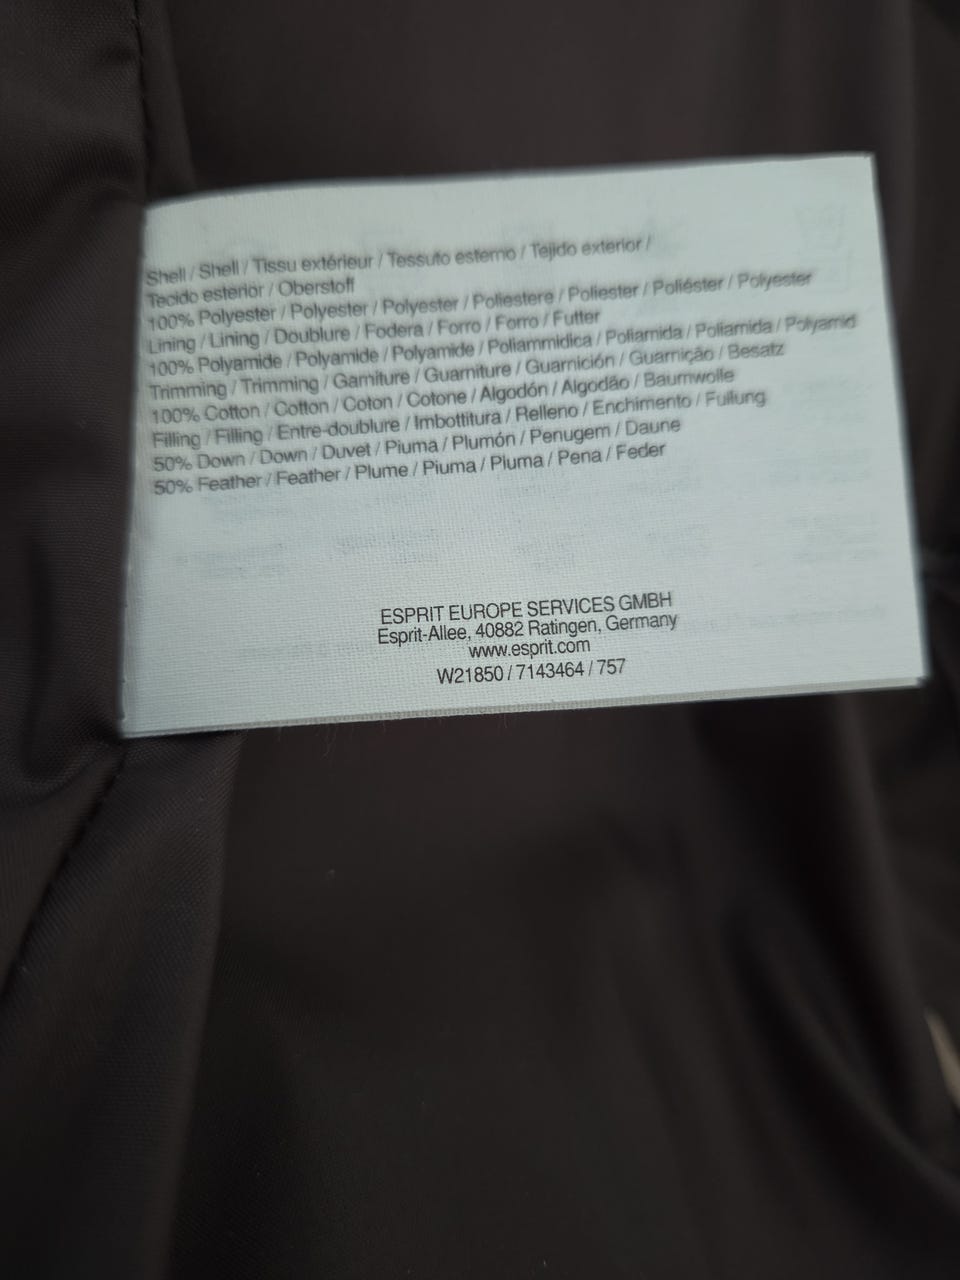 Shell / Shell / Tissu extérieur / Tessuto esterno / Tejido exterior /
Tecido esterior / Oberstoff
100% Polyester / Polyester / Polyester / Poliestere / Poliester / Poliéster / Polyester
Lining / Lining / Doublure / Fodera / Forro / Forro / Futter
100% Polyamide / Polyamide / Polyamide / Poliammidica / Poliamida / Poliamida / Polyamid
Trimming / Trimming / Garniture / Guarniture / Guarnición / Guarnição / Besatz
100% Cotton / Cotton / Coton / Cotone / Algodón / Algodão / Baumwolle
Filling / Filling / Entre-doublure / Imbottitura / Relleno / Enchimento / Füllung
50% Down / Down / Duvet / Piuma / Plumón / Penugem / Daune
50% Feather / Feather / Plume / Piuma / Pluma / Pena / Feder
ESPRIT EUROPE SERVICES GMBH
Esprit-Allee, 40882 Ratingen, Germany
www.esprit.com
W21850 / 7143464 / 757